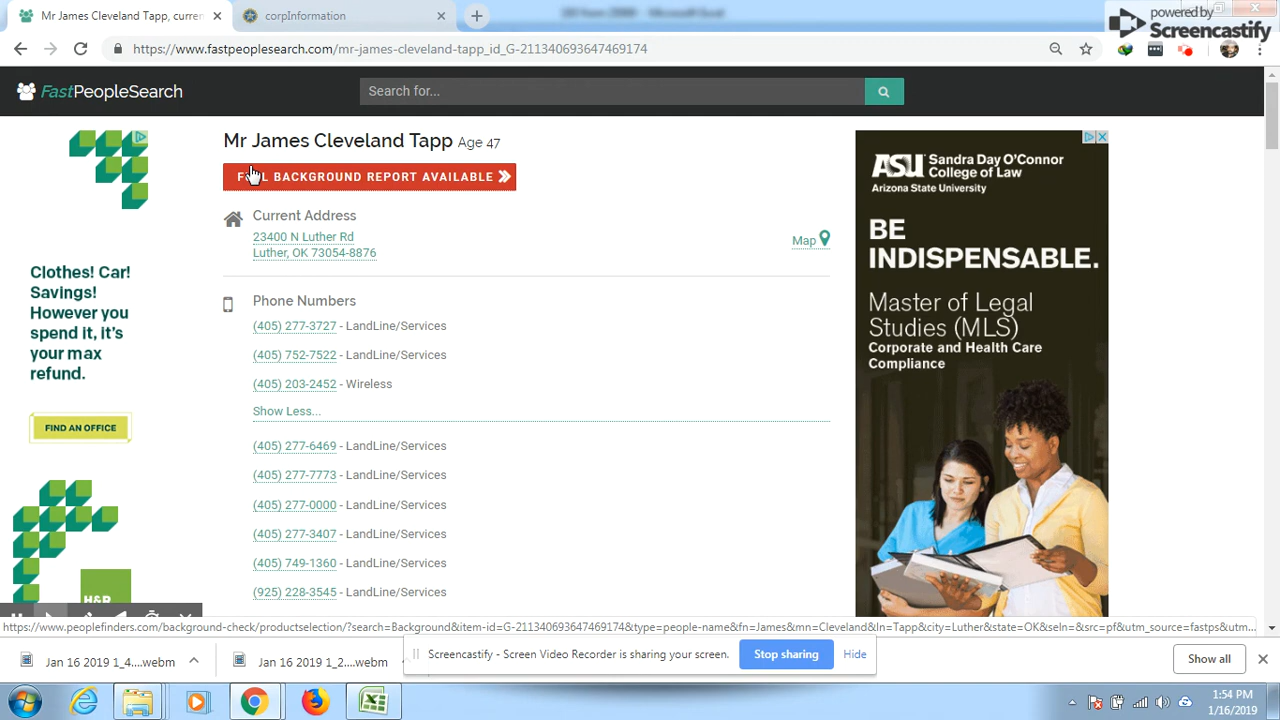 Mr James Cleveland Tapp, curren
corpInformation
powered by
Screencastify
https://www.fastpeoplesearch.com/mr-james-cleveland-tapp_id_G-211340693647469174
FastPeopleSearch
Search for...
Mr James Cleveland Tapp Age 47
BACKGROUND REPORT AVAILABLE
Current Address
23400 N Luther Rd
Luther, OK 73054-8876
Map
Phone Numbers
(405) 277-3727 - LandLine/Services
(405) 752-7522 - LandLine/Services
(405) 203-2452 - Wireless
Show Less...
(405) 277-6469 - LandLine/Services
(405) 277-7773 - LandLine/Services
(405) 277-0000 - LandLine/Services
(405) 277-3407 - LandLine/Services
(405) 749-1360 - LandLine/Services
(925) 228-3545 - LandLine/Services
Clothes! Car!
Savings!
However you
spend it, it's
your max
refund.
FIND AN OFFICE
H&R
ASU Sandra Day O'Connor
College of Law
Arizona State University
BE
INDISPENSABLE.
Master of Legal
Studies (MLS)
Corporate and Health Care
Compliance
https://www.peoplefinders.com/background-check/productselection/?search=Background&item-id=G-211340693647469174&type=people-name&fn=James&mn=Cleveland&ln=Tapp&city=Luther&state=OK&seln=&src=pf&utm_source=fastps&utm...
Jan 16 2019 1_4....webm
Jan 16 2019 1_2....webm
Screencastify - Screen Video Recorder is sharing your screen.
Stop sharing
Hide
Show all
1:54 PM
1/16/2019